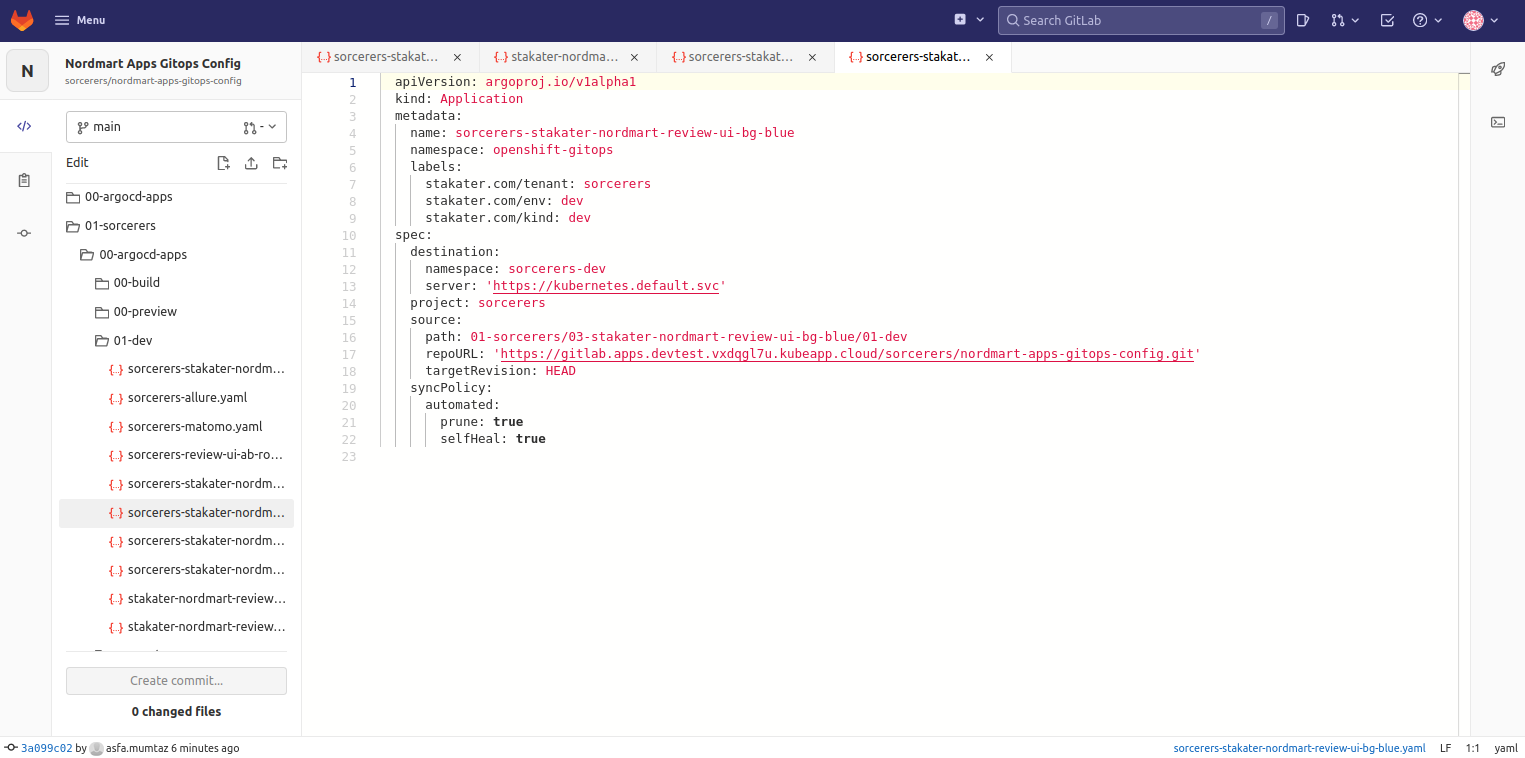 Menu
Search GitLab
/
N
Nordmart Apps Gitops Config
sorcerers/nordmart-apps-gitops-config
main
-
Edit
00-argocd-apps
01-sorcerers
00-argocd-apps
00-build
00-preview
01-dev
{..} sorcerers-stakater-nordm...
{..} sorcerers-allure.yaml
{..} sorcerers-matomo.yaml
{..} sorcerers-review-ui-ab-ro...
{..} sorcerers-stakater-nordm...
{..} sorcerers-stakater-nordm...
{..} sorcerers-stakater-nordm...
{..} sorcerers-stakater-nordm...
{..} stakater-nordmart-review...
{..} stakater-nordmart-review...
Create commit...
0 changed files
{..} sorcerers-stakat...
{..} stakater-nordma...
{..} sorcerers-stakat...
{..} sorcerers-stakat...
1 apiVersion: argoproj.io/v1alpha1
2 kind: Application
3 metadata:
4 name: sorcerers-stakater-nordmart-review-ui-bg-blue
5 namespace: openshift-gitops
6 labels:
7 stakater.com/tenant: sorcerers
8 stakater.com/env: dev
9 stakater.com/kind: dev
10 spec:
11 destination:
12 namespace: sorcerers-dev
13 server: 'https://kubernetes.default.svc'
14 project: sorcerers
15 source:
16 path: 01-sorcerers/03-stakater-nordmart-review-ui-bg-blue/01-dev
17 repoURL: 'https://gitlab.apps.devtest.vxdqgl7u.kubeapp.cloud/sorcerers/nordmart-apps-gitops-config.git'
18 targetRevision: HEAD
19 syncPolicy:
20 automated:
21 prune: true
22 selfHeal: true
23
3a099c02 by asfa.mumtaz 6 minutes ago
sorcerers-stakater-nordmart-review-ui-bg-blue.yaml LF 1:1 yaml